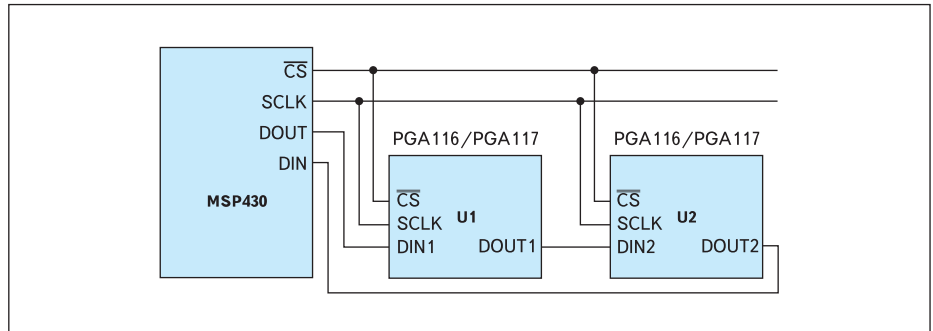 CS
SCLK
DOUT
DIN
MSP430
PGA116/PGA117
CS
SCLK
U1
DIN1
DOUT1
PGA116/PGA117
CS
SCLK
U2
DIN2
DOUT2